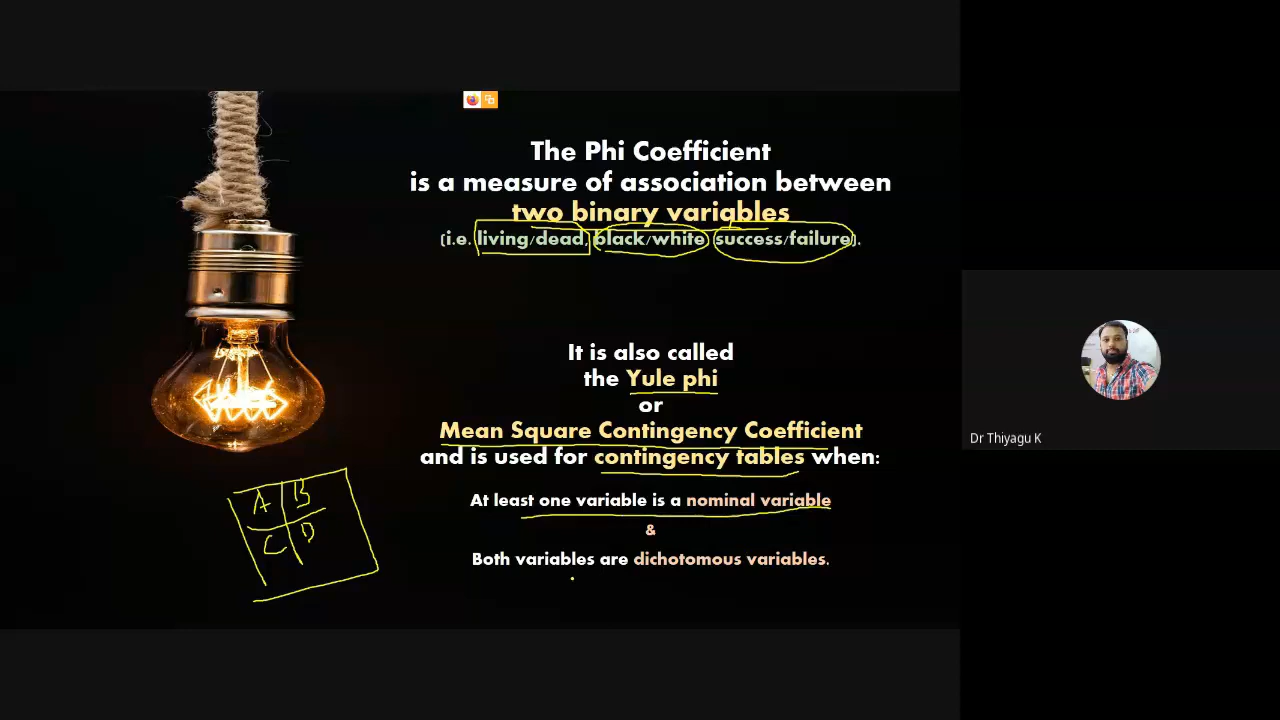 The Phi Coefficient
is a measure of association between
two binary variables
(i.e. living/dead, black/white success/failure).
It is also called
the Yule phi
or
Mean Square Contingency Coefficient
and is used for contingency tables when:
At least one variable is a nominal variable
&
Both variables are dichotomous variables.
A B
C D
Dr Thiyagu K